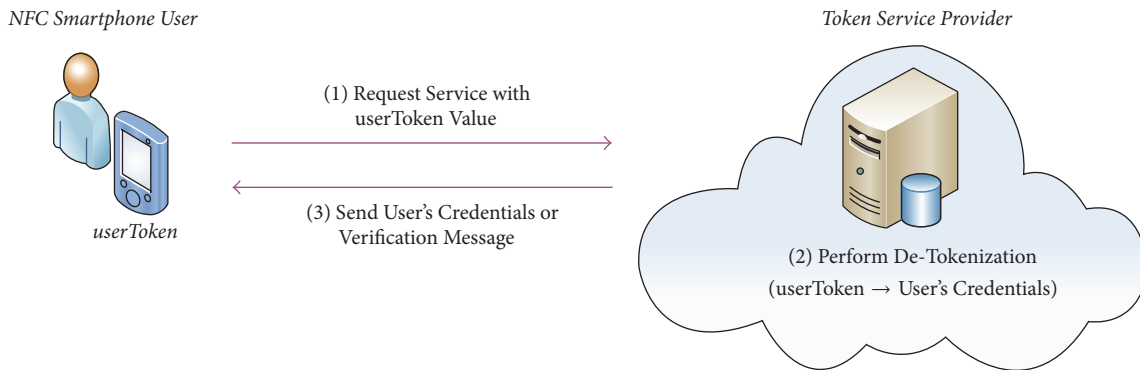 NFC Smartphone User
Token Service Provider
(1) Request Service with
userToken Value
(3) Send User's Credentials or
Verification Message
userToken
(2) Perform De-Tokenization
(userToken → User's Credentials)